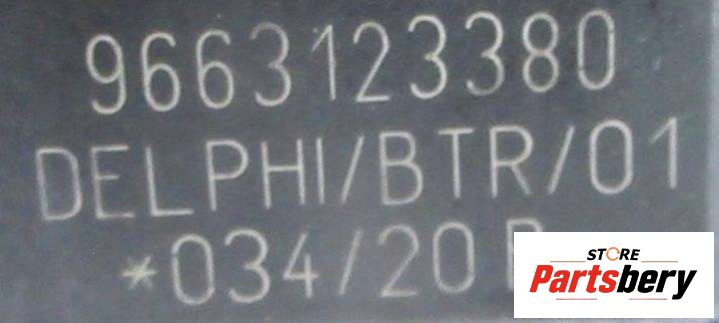 9663123380
DELPHI/BTR/01
*034/20
STORE
Partsbery